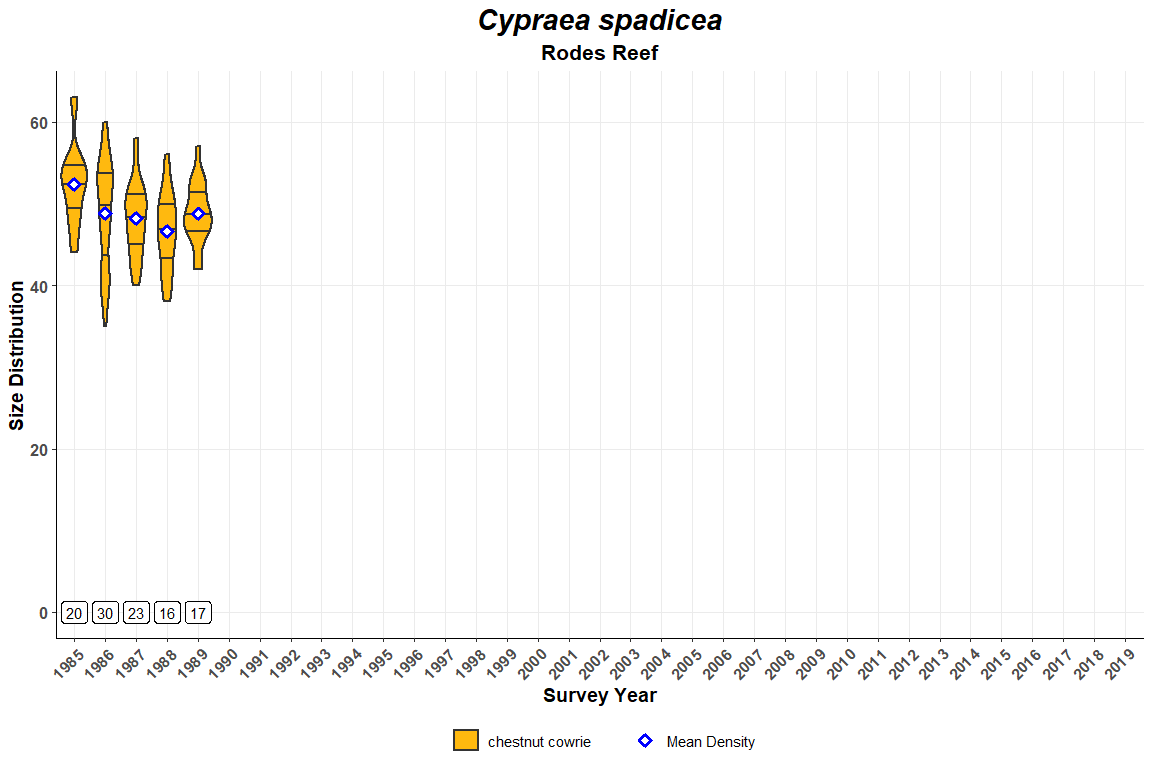 Cypraea spadicea
Rodes Reef
Size Distribution
60
40
20
0
20 30 23 16 17
1985 1986 1987 1988 1989 1990 1991 1992 1993 1994 1995 1996 1997 1998 1999 2000 2001 2002 2003 2004 2005 2006 2007 2008 2009 2010 2011 2012 2013 2014 2015 2016 2017 2018 2019
Survey Year
chestnut cowrie Mean Density